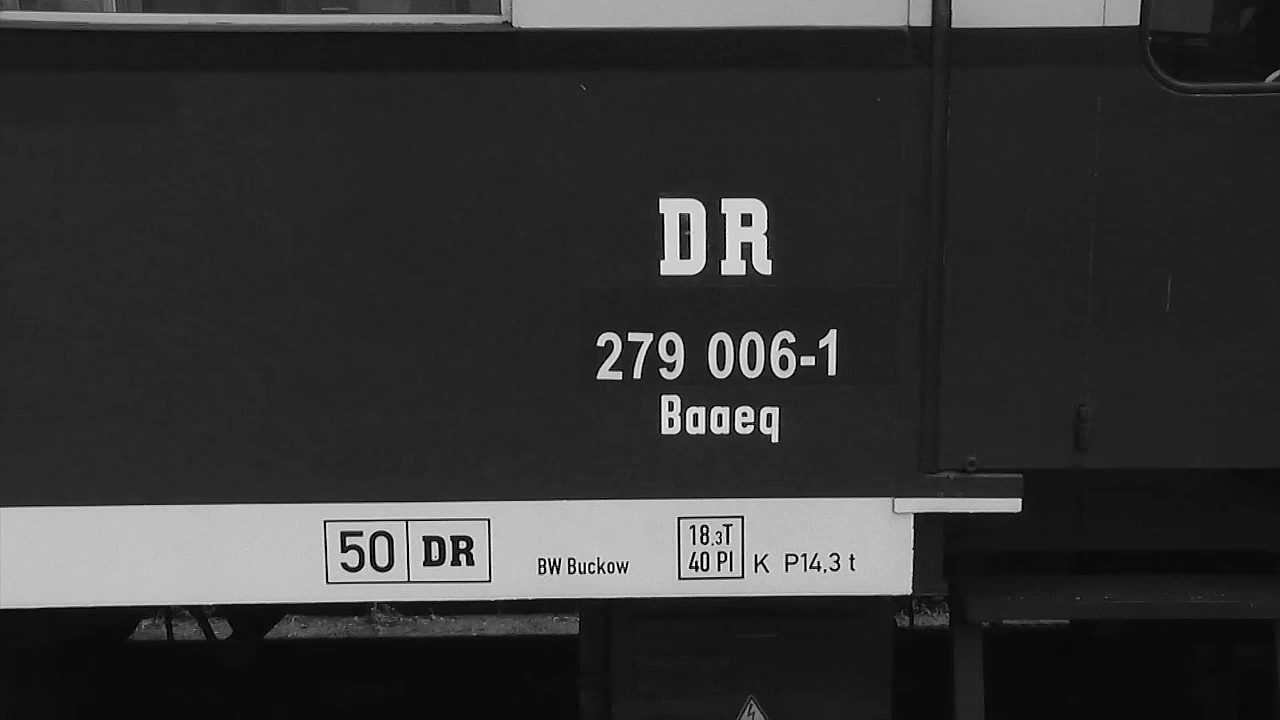 DR
279 006-1
Baaeq
50 DR
BW Buckow
18.3T
40 Pl
K P14,3 t